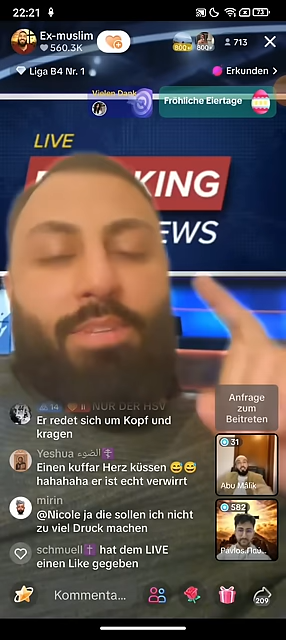 22:21
73
Ex-muslim
560.3K
800+
800+
713
Liga B4 Nr. 1
Erkunden
Vielen Dank
Fröhliche Eiertage
LIVE
KING
EWS
Anfrage
zum
Beitreten
14
NUR DER HSV
Er redet sich um Kopf und
kragen
31
Abu Malik
Yeshua الضوء
Einen kuffar Herz küssen 😅😅
hahahaha er ist echt verwirrt
mirin
@Nicole ja die sollen ich nicht
zu viel Druck machen
582
schmuell✝️ hat dem LIVE
einen Like gegeben
Kommenta...
209